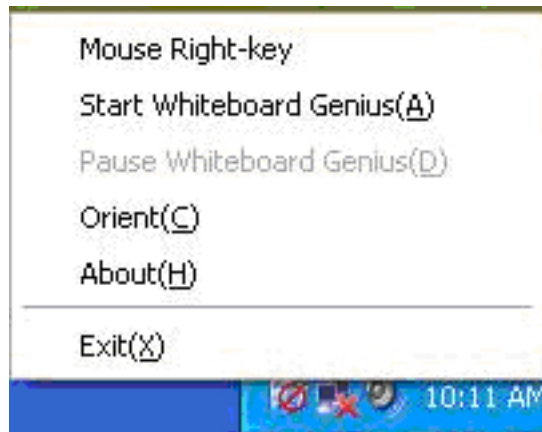 Mouse Right-key
Start Whiteboard Genius(A)
Pause Whiteboard Genius(D)
Orient(C)
About(H)
Exit(X)
10:11 AM